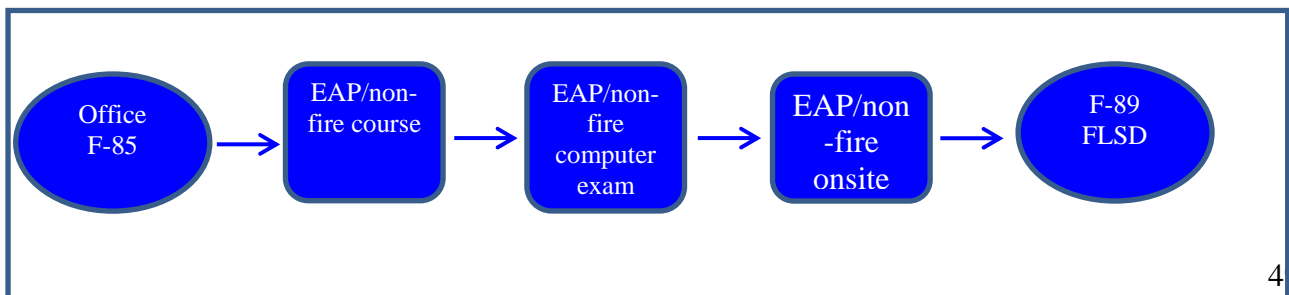 Office
F-85
EAP/non-
fire course
EAP/non-
fire
computer
exam
EAP/non
-fire
onsite
F-89
FLSD
4